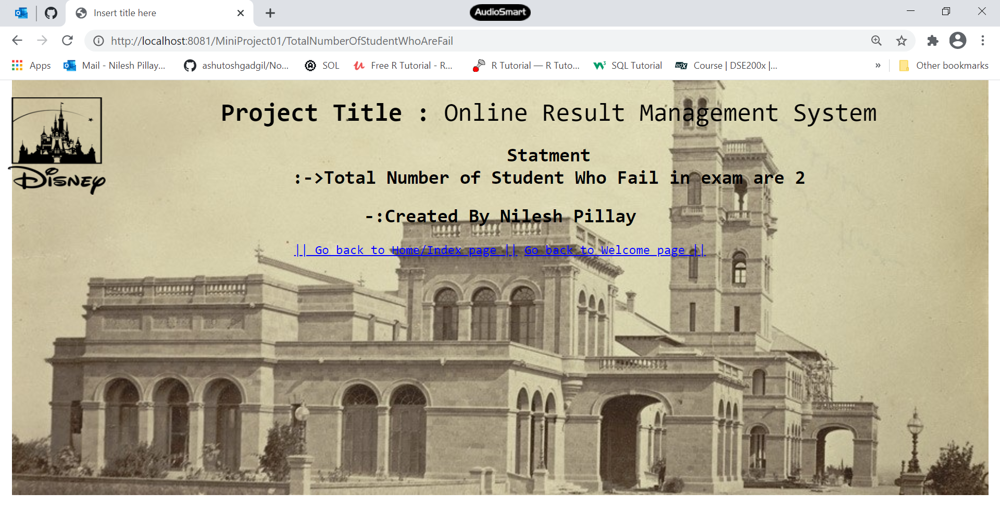 Insert title here
AudioSmart
http://localhost:8081/MiniProject01/TotalNumberOfStudentWhoAreFail
Apps Mail - Nilesh Pillay... ashutoshgadgil/No... SOL Free R Tutorial - R... R Tutorial — R Tuto... SQL Tutorial edX Course | DSE200x |... » Other bookmarks
Project Title : Online Result Management System
Disney
Statment
:->Total Number of Student Who Fail in exam are 2
-:Created By Nilesh Pillay
|| Go back to Home/Index page || Go back to Welcome page ||